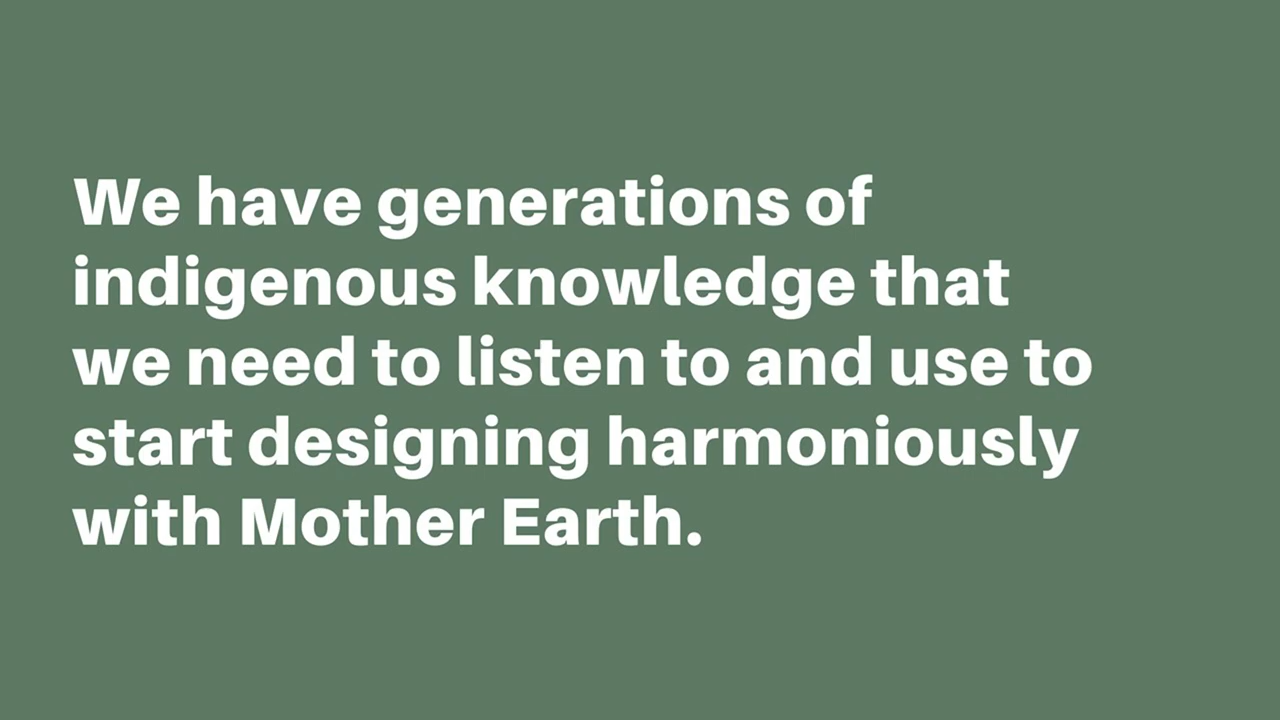 We have generations of
indigenous knowledge that
we need to listen to and use to
start designing harmoniously
with Mother Earth.